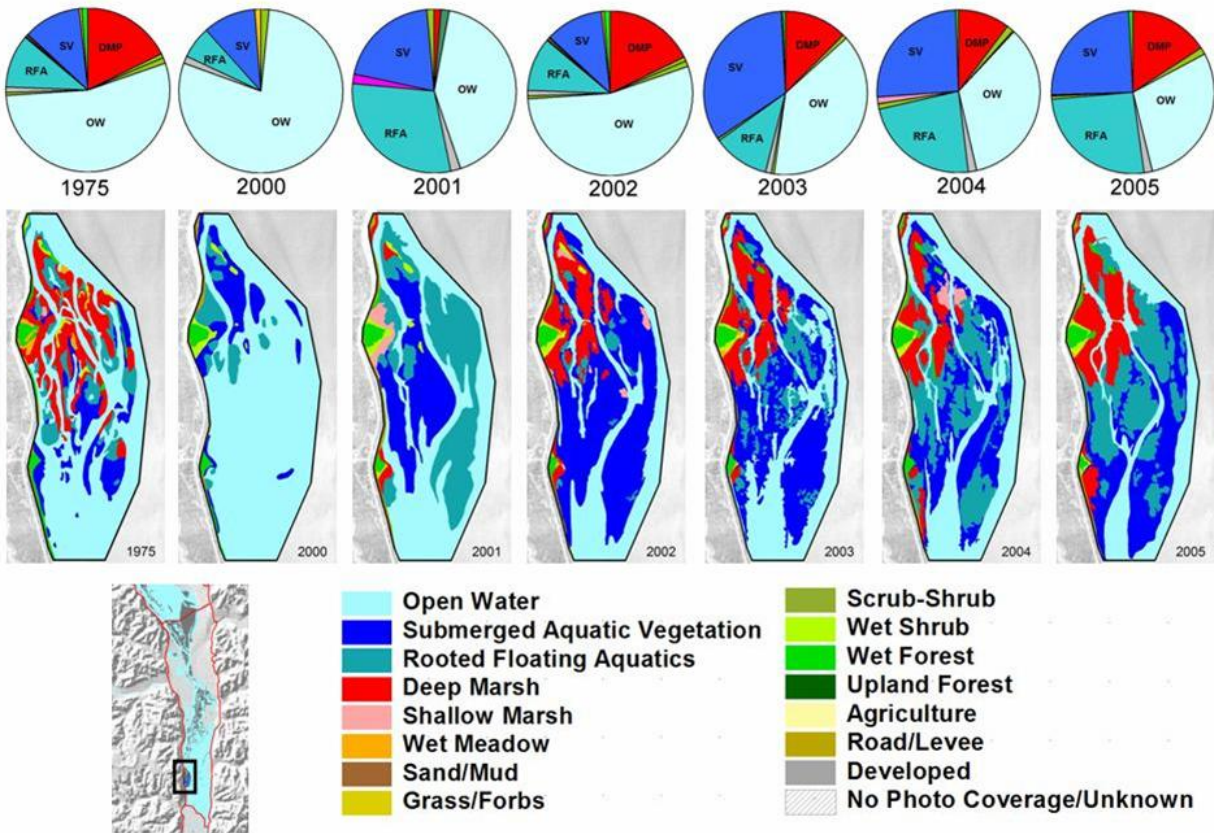 SV
DMP
RFA
OW
1975
SV
RFA
OW
2000
SV
RFA
OW
2001
SV
DMP
RFA
OW
2002
SV
DMP
RFA
OW
2003
SV
DMP
RFA
OW
2004
SV
DMP
RFA
OW
2005
1975
2000
2001
2002
2003
2004
2005
Open Water
Submerged Aquatic Vegetation
Rooted Floating Aquatics
Deep Marsh
Shallow Marsh
Wet Meadow
Sand/Mud
Grass/Forbs
Scrub-Shrub
Wet Shrub
Wet Forest
Upland Forest
Agriculture
Road/Levee
Developed
No Photo Coverage/Unknown